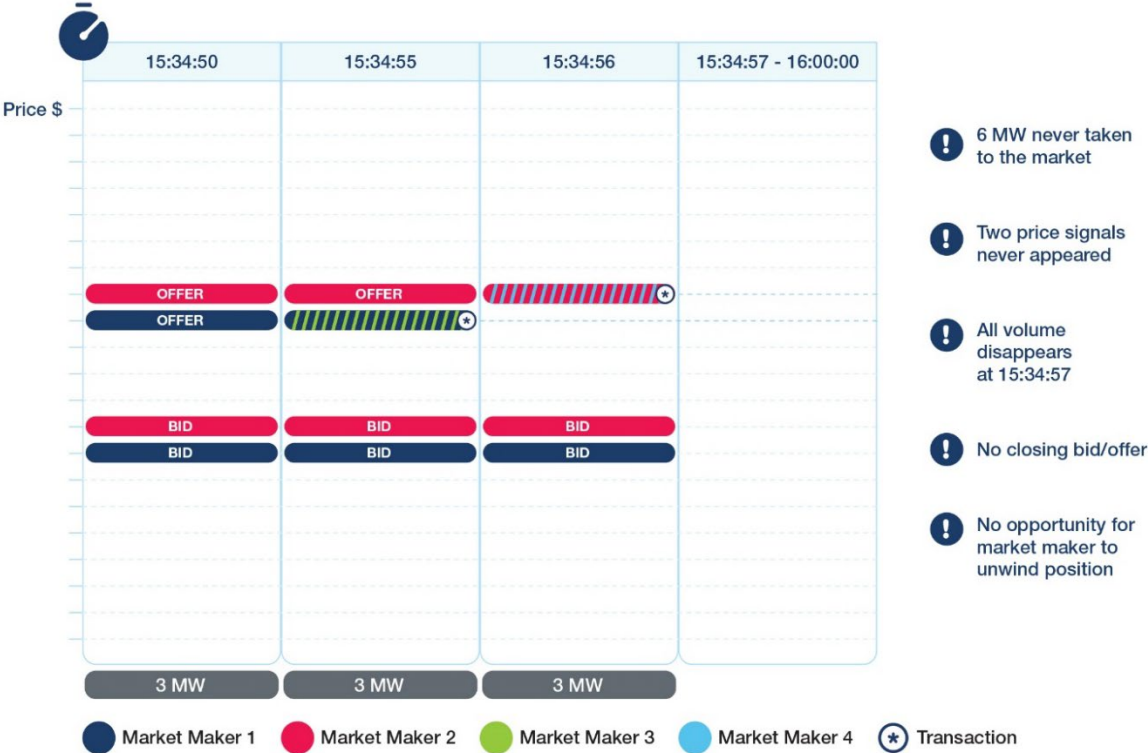 15:34:50
15:34:55
15:34:56
15:34:57 - 16:00:00
Price $
6 MW never taken
to the market
Two price signals
never appeared
OFFER
OFFER
OFFER
All volume
disappears
at 15:34:57
BID
BID
BID
BID
BID
BID
No closing bid/offer
No opportunity for
market maker to
unwind position
3 MW
3 MW
3 MW
Market Maker 1
Market Maker 2
Market Maker 3
Market Maker 4
* Transaction